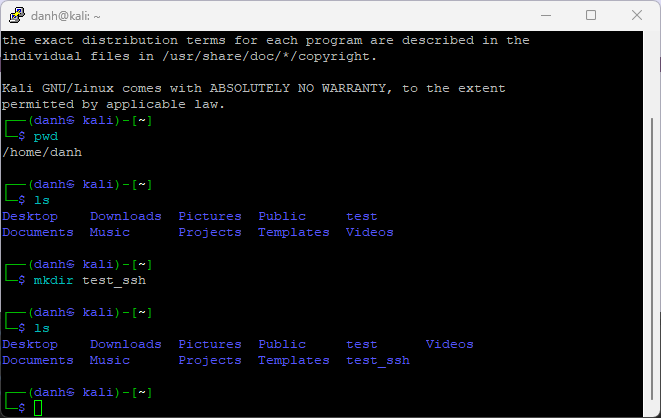 danh@kali: ~
the exact distribution terms for each program are described in the
individual files in /usr/share/doc/*/copyright.
Kali GNU/Linux comes with ABSOLUTELY NO WARRANTY, to the extent
permitted by applicable law.
┌──(danh㉿ kali)-[~]
└─$ pwd
/home/danh
┌──(danh㉿ kali)-[~]
└─$ ls
Desktop    Downloads  Pictures  Public     test
Documents  Music      Projects  Templates  Videos
┌──(danh㉿ kali)-[~]
└─$ mkdir test_ssh
┌──(danh㉿ kali)-[~]
└─$ ls
Desktop    Downloads  Pictures  Public     test      Videos
Documents  Music      Projects  Templates  test_ssh
┌──(danh㉿ kali)-[~]
└─$